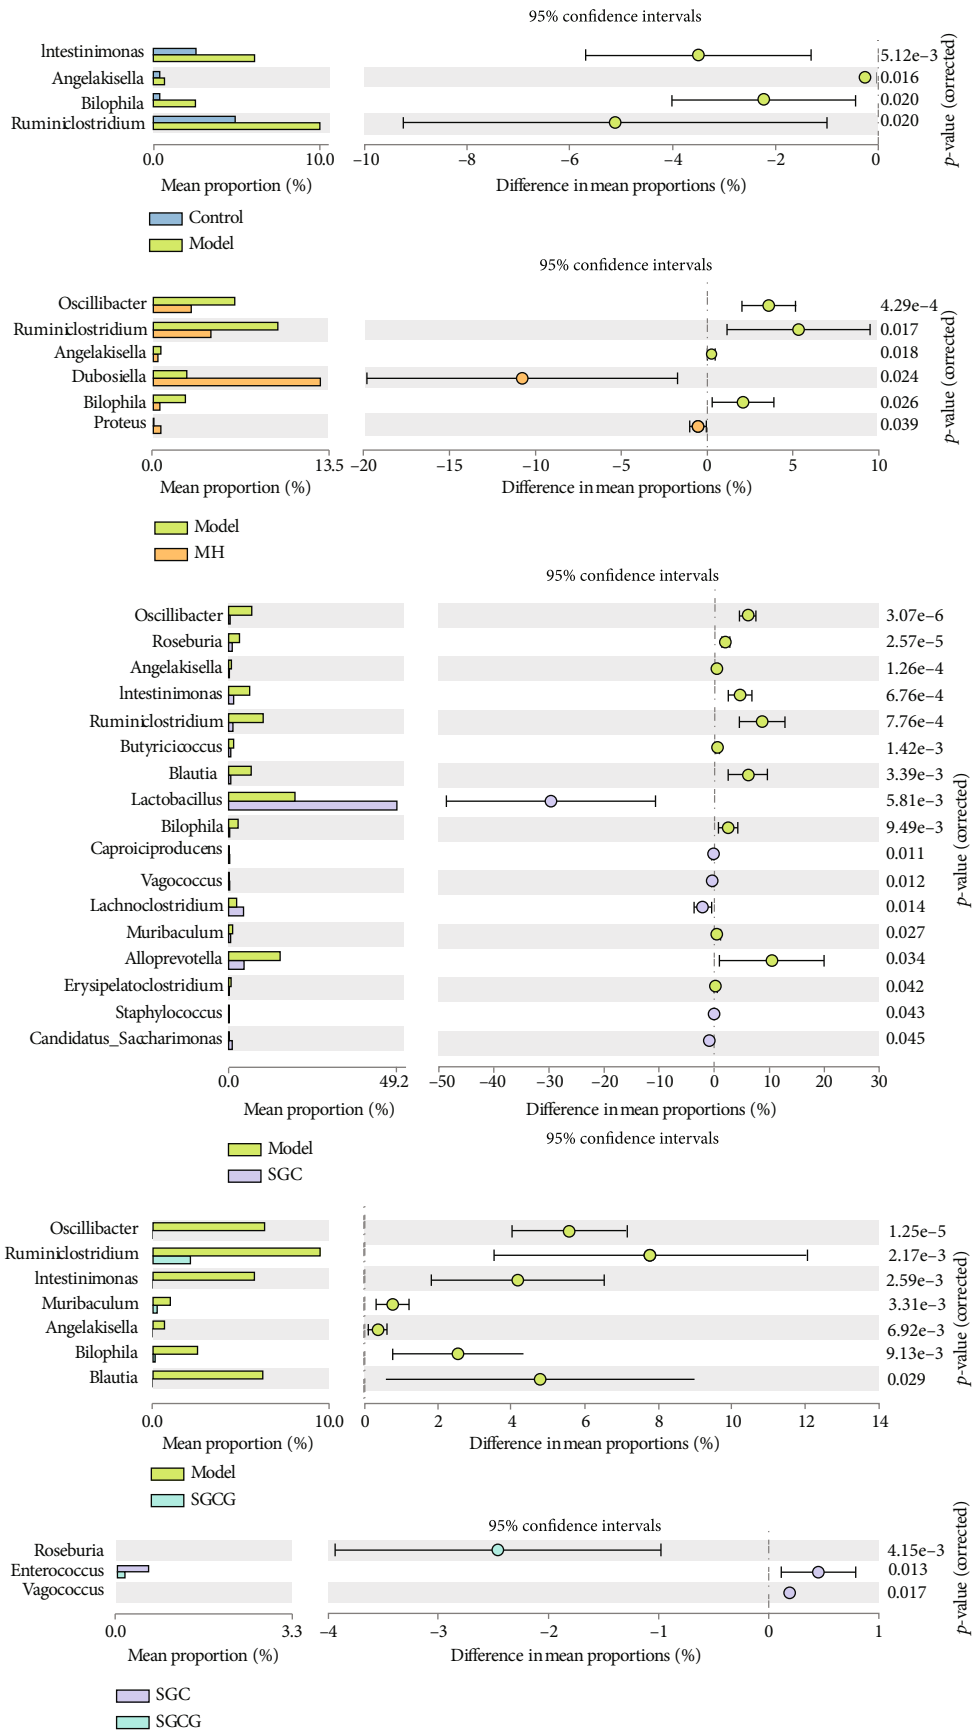 95% confidence intervals
Intestinimonas 5.12e–3
Angelakisella 0.016
Bilophila 0.020
Ruminiclostridium 0.020
p-value (corrected)
0.0 10.0 –10 –8 –6 –4 –2 0
Mean proportion (%) Difference in mean proportions (%)
Control
Model
95% confidence intervals
Oscillibacter 4.29e–4
Ruminiclostridium 0.017
Angelakisella 0.018
Dubosiella 0.024
Bilophila 0.026
Proteus 0.039
p-value (corrected)
0.0 13.5 –20 –15 –10 –5 0 5 10
Mean proportion (%) Difference in mean proportions (%)
Model
MH
95% confidence intervals
Oscillibacter 3.07e–6
Roseburia 2.57e–5
Angelakisella 1.26e–4
Intestinimonas 6.76e–4
Ruminiclostridium 7.76e–4
Butyricicoccus 1.42e–3
Blautia 3.39e–3
Lactobacillus 5.81e–3
Bilophila 9.49e–3
Caproiciproducens 0.011
Vagococcus 0.012
Lachnoclostridium 0.014
Muribaculum 0.027
Alloprevotella 0.034
Erysipelatoclostridium 0.042
Staphylococcus 0.043
Candidatus_Saccharimonas 0.045
p-value (corrected)
0.0 49.2 –50 –40 –30 –20 –10 0 10 20 30
Mean proportion (%) Difference in mean proportions (%)
Model
SGC
95% confidence intervals
Oscillibacter 1.25e–5
Ruminiclostridium 2.17e–3
Intestinimonas 2.59e–3
Muribaculum 3.31e–3
Angelakisella 6.92e–3
Bilophila 9.13e–3
Blautia 0.029
p-value (corrected)
0.0 10.0 0 2 4 6 8 10 12 14
Mean proportion (%) Difference in mean proportions (%)
Model
SGCG
95% confidence intervals
Roseburia 4.15e–3
Enterococcus 0.013
Vagococcus 0.017
p-value (corrected)
0.0 3.3 –4 –3 –2 –1 0 1
Mean proportion (%) Difference in mean proportions (%)
SGC
SGCG